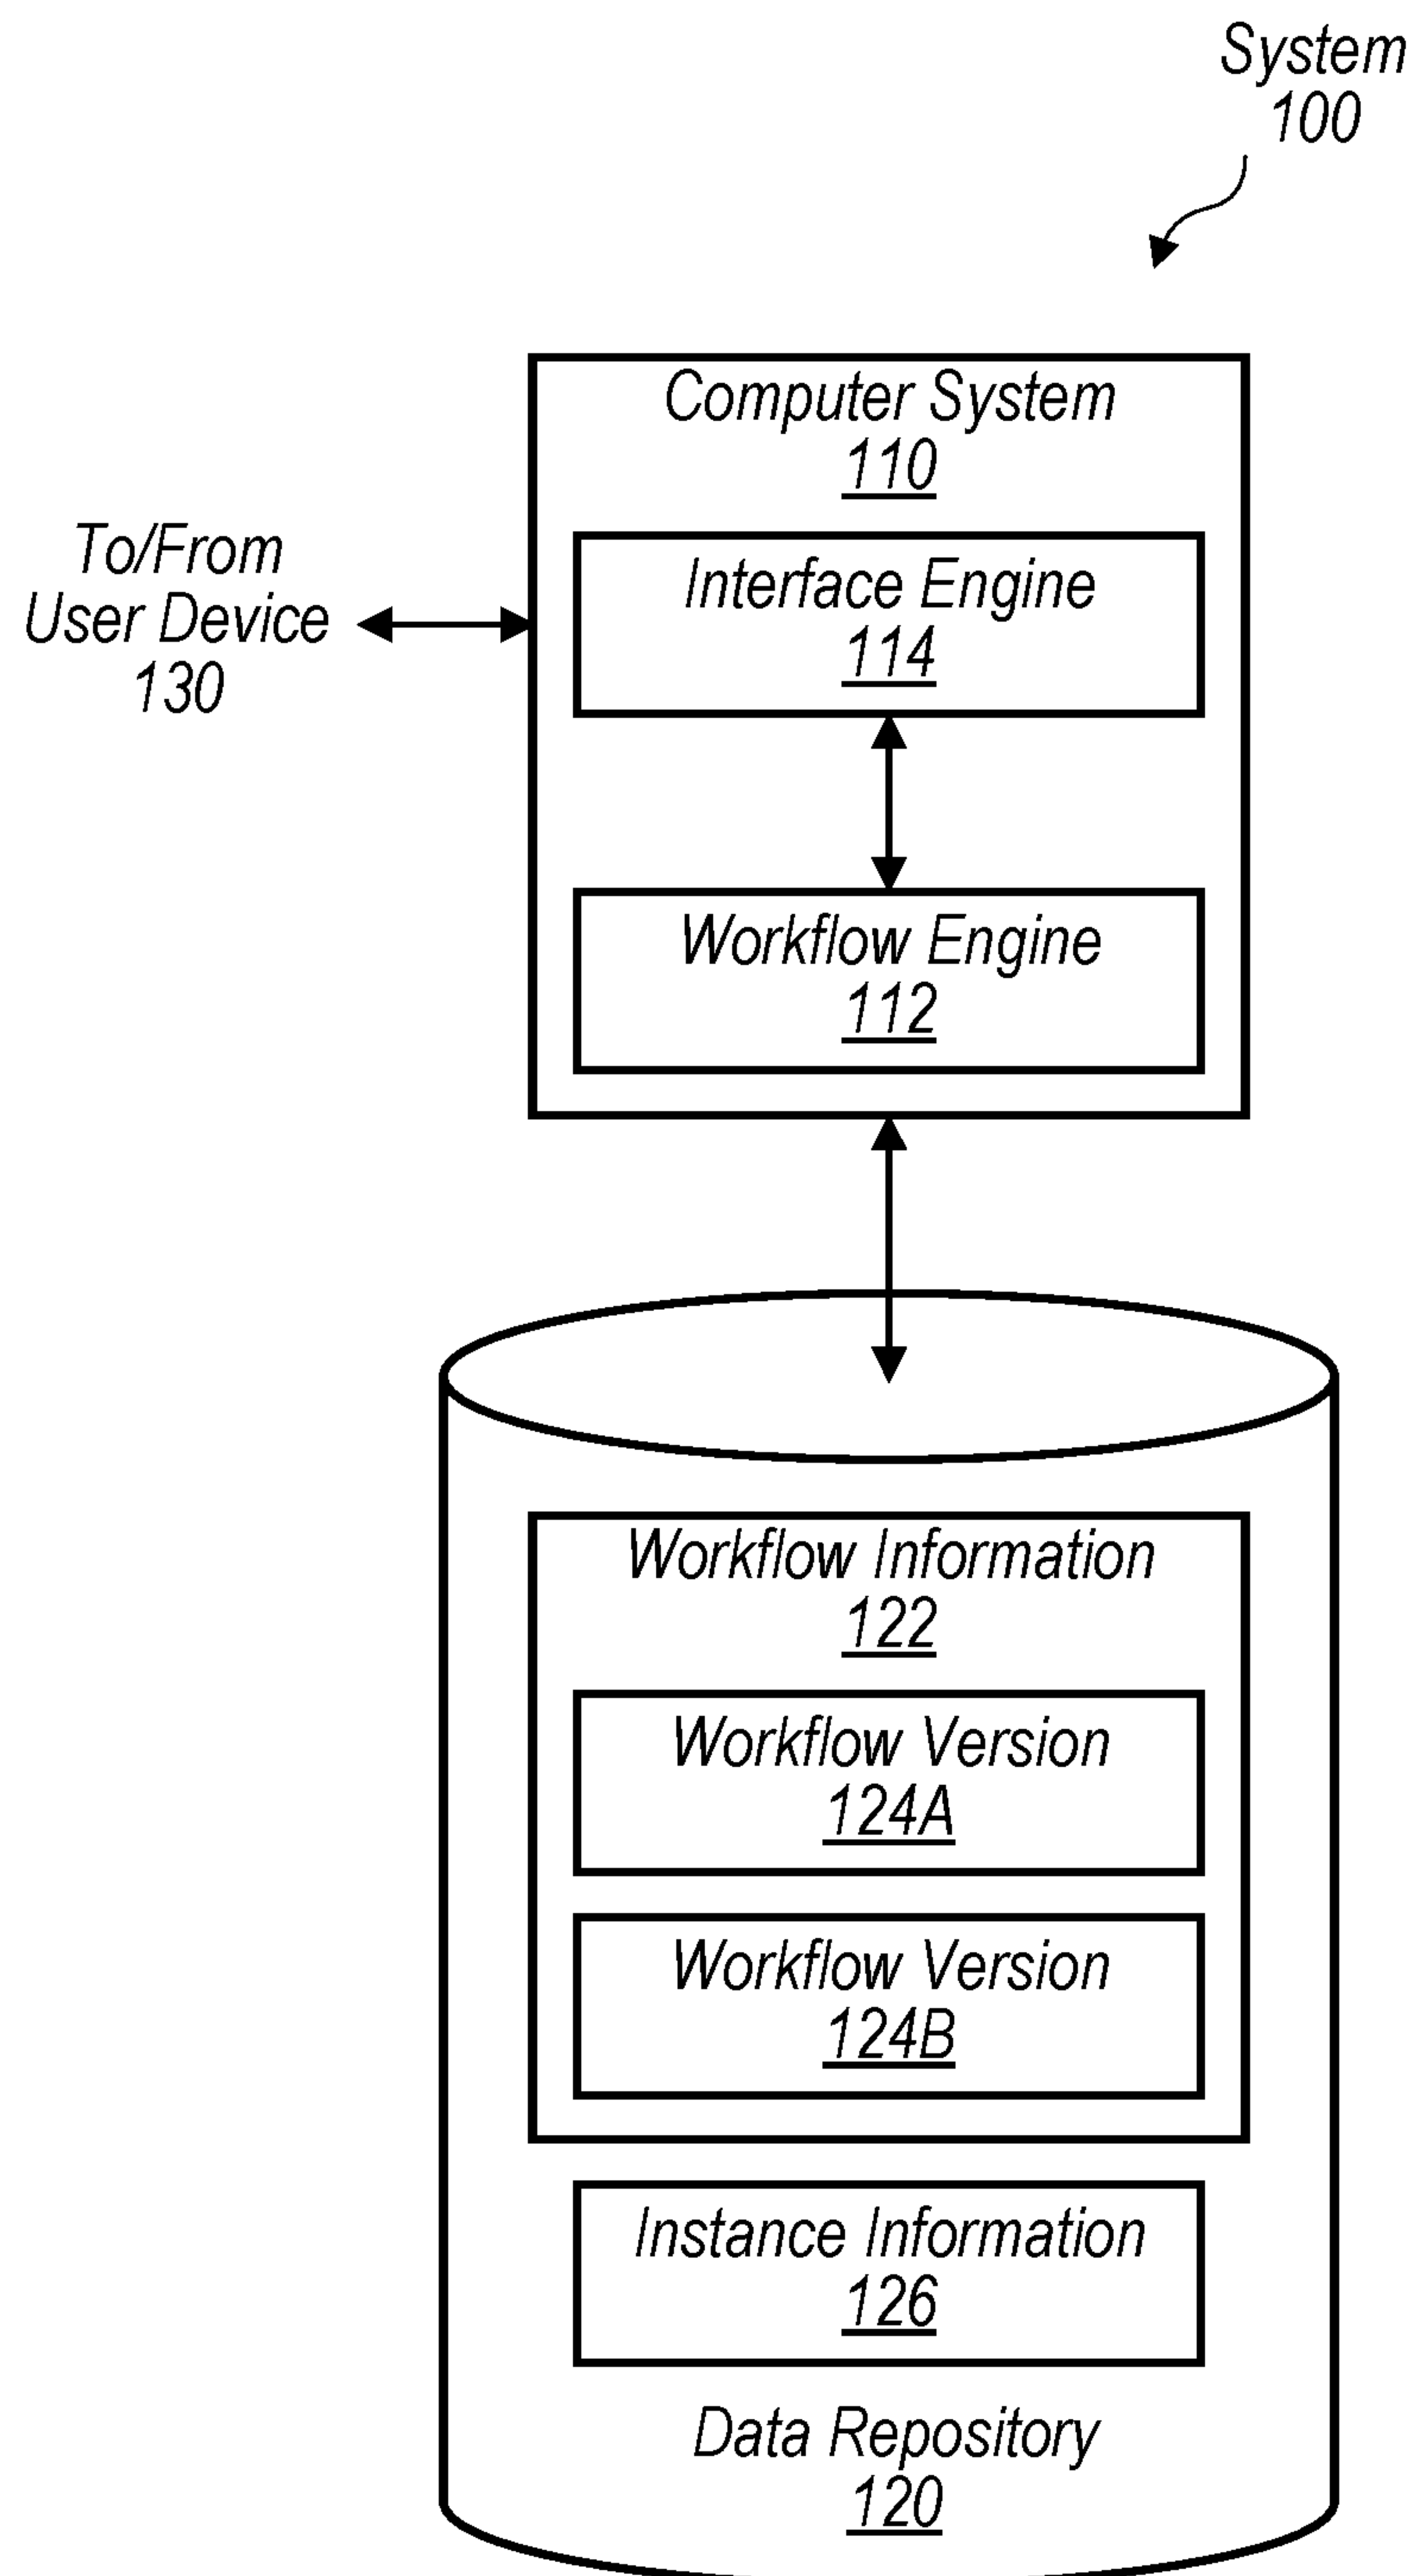 System
100
Computer System
110
To/From
User Device
130
Interface Engine
114
Workflow Engine
112
Workflow Information
122
Workflow Version
124A
Workflow Version
124B
Instance Information
126
Data Repository
120